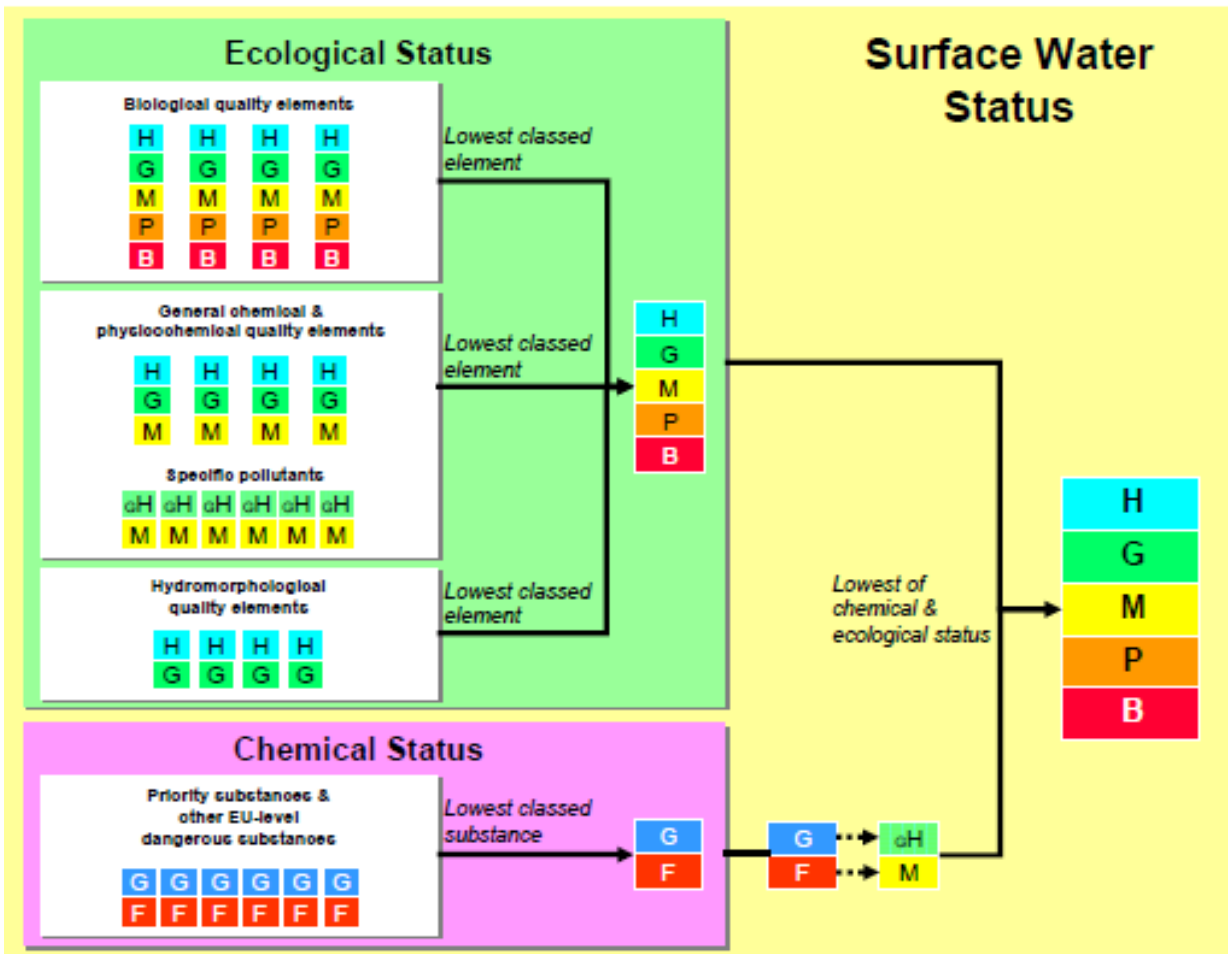 Surface Water
Status
Ecological Status
Biological quality elements
H H H H
G G G G
M M M M
P P P P
B B B B
Lowest classed
element
General chemical &
physicochemical quality elements
H H H H
G G G G
M M M M
Lowest classed
element
Specific pollutants
GH GH GH GH GH GH
M M M M M M
Hydromorphological
quality elements
H H H H
G G G G
Lowest classed
element
H
G
M
P
B
Chemical Status
Priority substances &
other EU-level
dangerous substances
G G G G G G
F F F F F F
Lowest classed
substance
G
F
G
F
GH
M
Lowest of
chemical &
ecological status
H
G
M
P
B